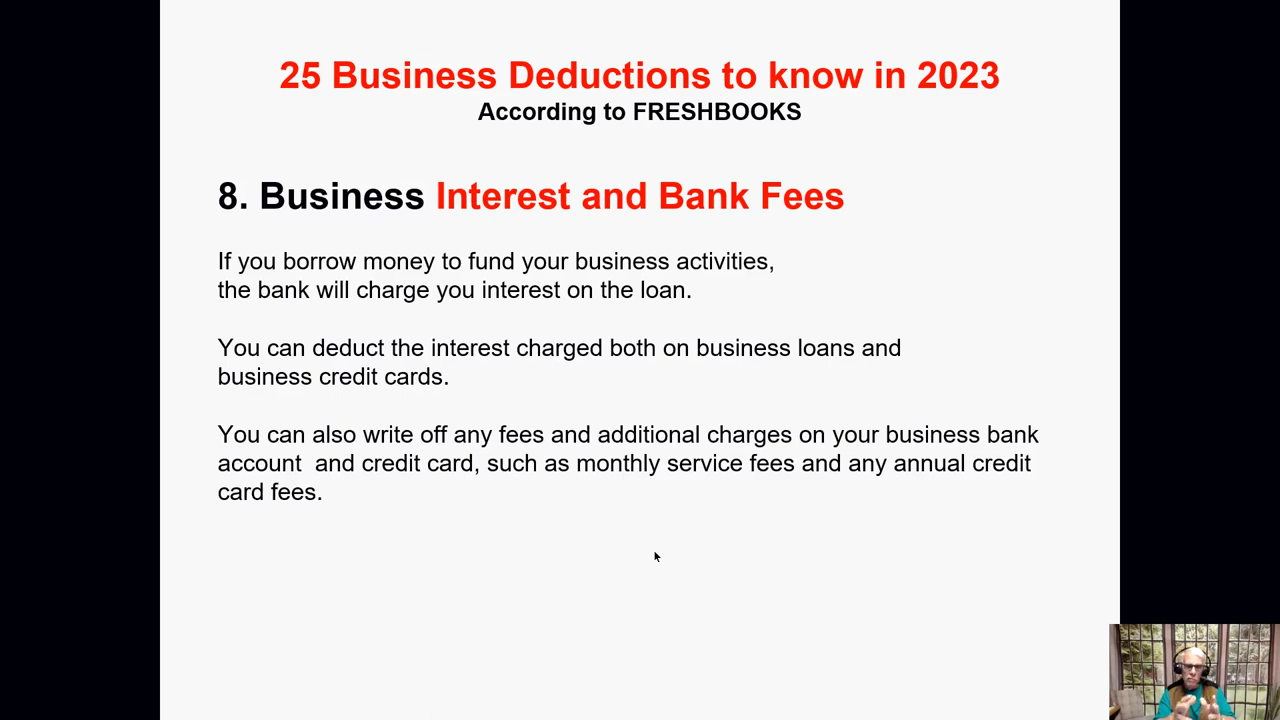 25 Business Deductions to know in 2023
According to FRESHBOOKS
8. Business Interest and Bank Fees
If you borrow money to fund your business activities,
the bank will charge you interest on the loan.
You can deduct the interest charged both on business loans and
business credit cards.
You can also write off any fees and additional charges on your business bank
account  and credit card, such as monthly service fees and any annual credit
card fees.